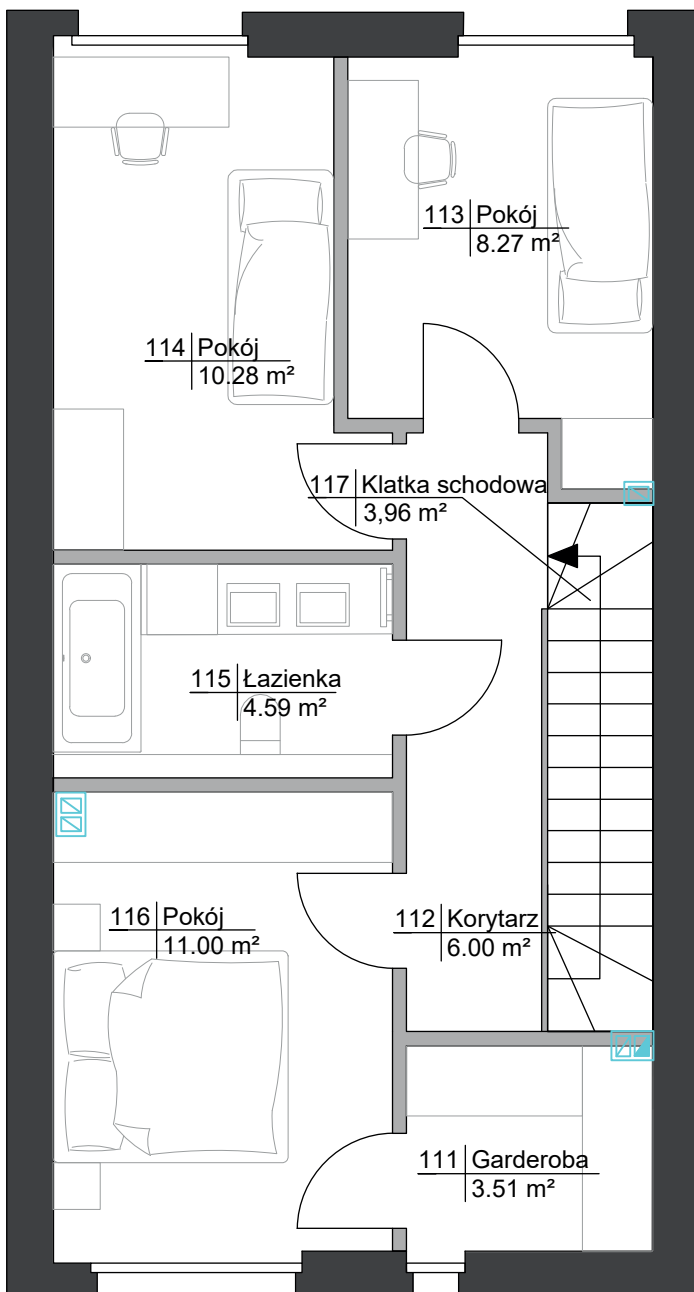 113 Pokój
8.27 m²
114 Pokój
10.28 m²
117 Klatka schodowa
3,96 m²
115 Łazienka
4.59 m²
116 Pokój
11.00 m²
112 Korytarz
6.00 m²
111 Garderoba
3.51 m²